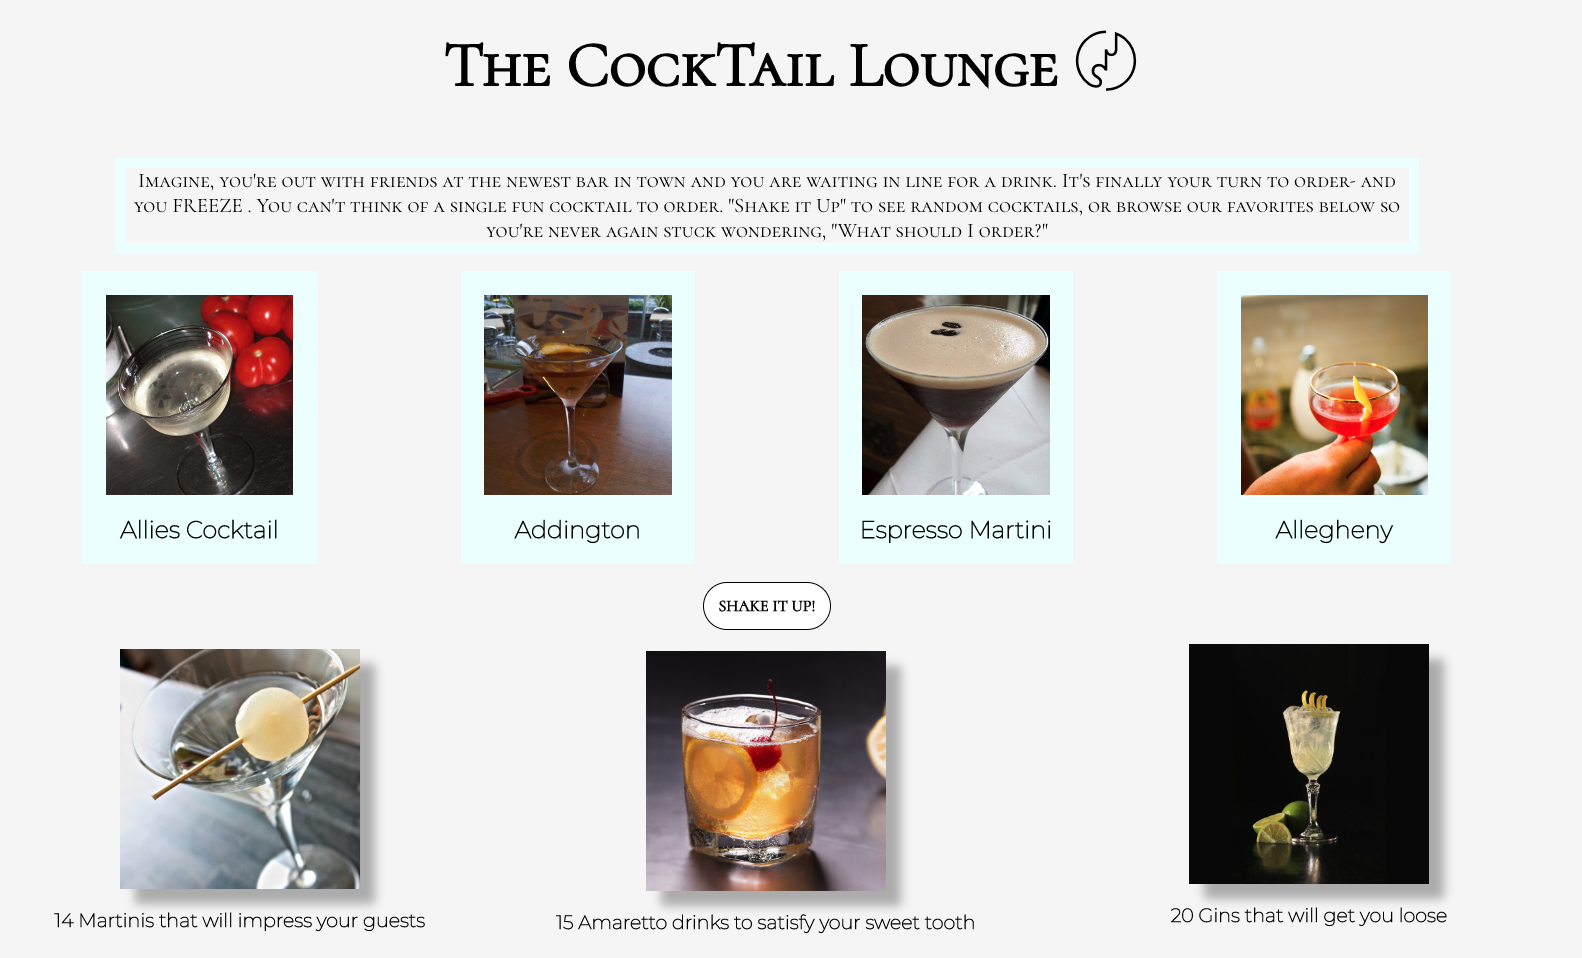 The CockTail Lounge
Imagine, you're out with friends at the newest bar in town and you are waiting in line for a drink. It's finally your turn to order- and
you FREEZE . You can't think of a single fun cocktail to order. "Shake it Up" to see random cocktails, or browse our favorites below so
you're never again stuck wondering, "What should I order?"
Allies Cocktail
Addington
Espresso Martini
Allegheny
SHAKE IT UP!
14 Martinis that will impress your guests
15 Amaretto drinks to satisfy your sweet tooth
20 Gins that will get you loose